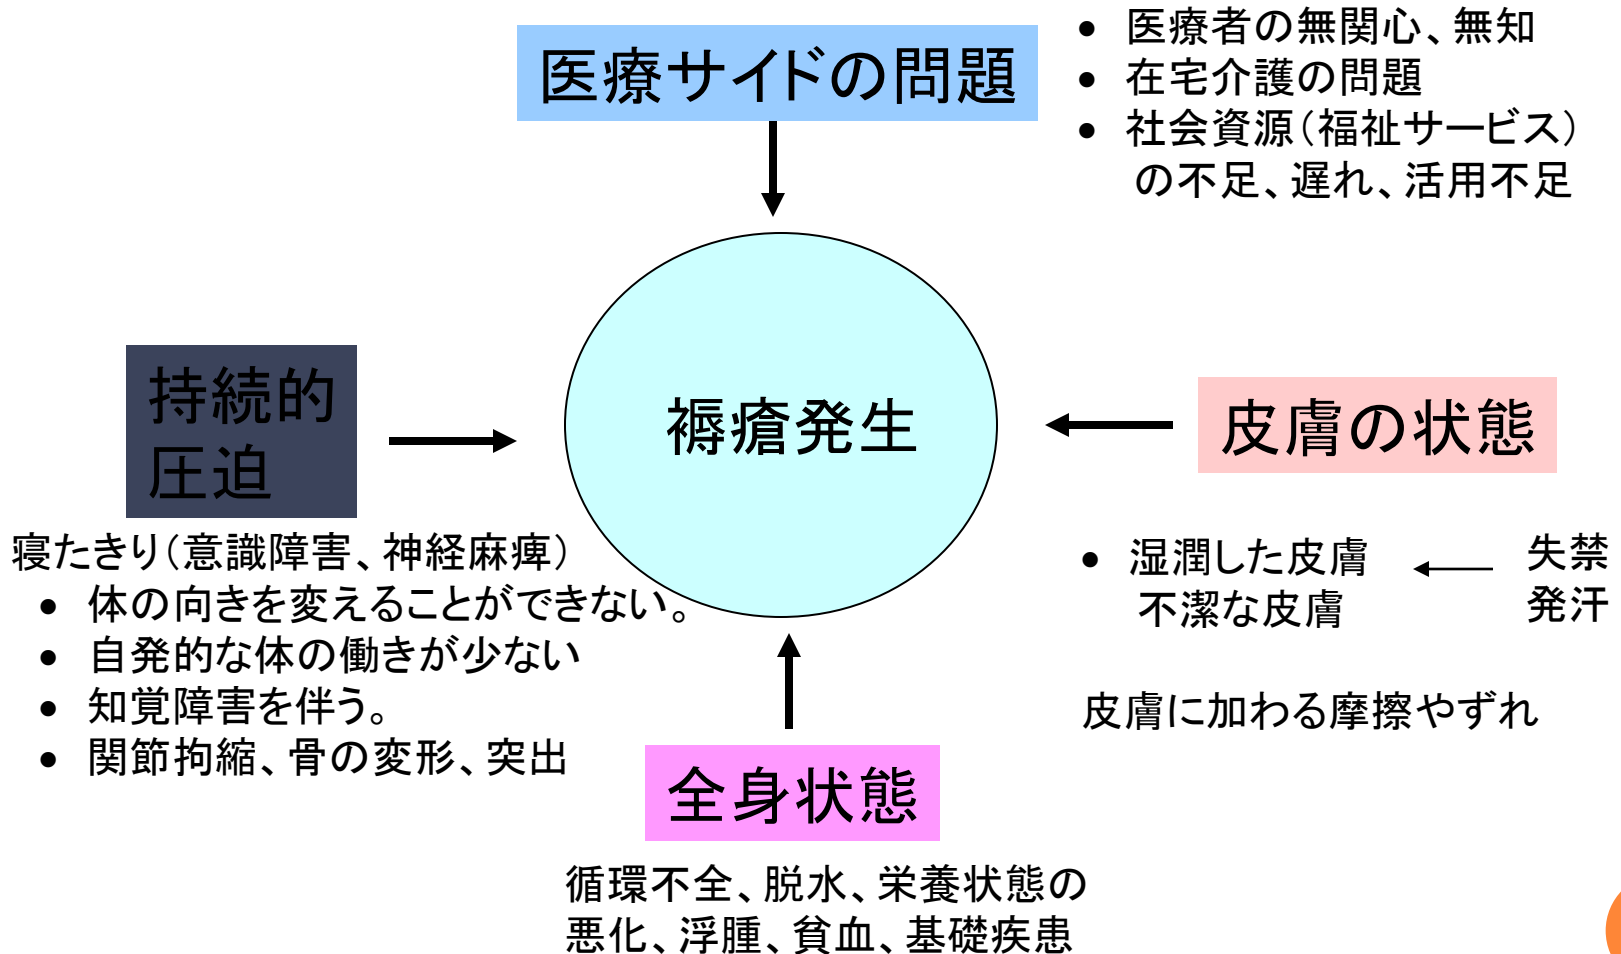 医療サイドの問題
• 医療者の無関心、無知
• 在宅介護の問題
• 社会資源（福祉サービス）
の不足、遅れ、活用不足
持続的
圧迫
褥瘡発生
皮膚の状態
寝たきり（意識障害、神経麻痺）
• 体の向きを変えることができない。
• 自発的な体の働きが少ない
• 知覚障害を伴う。
• 関節拘縮、骨の変形、突出
• 湿潤した皮膚
不潔な皮膚
失禁
発汗
皮膚に加わる摩擦やずれ
全身状態
循環不全、脱水、栄養状態の
悪化、浮腫、貧血、基礎疾患